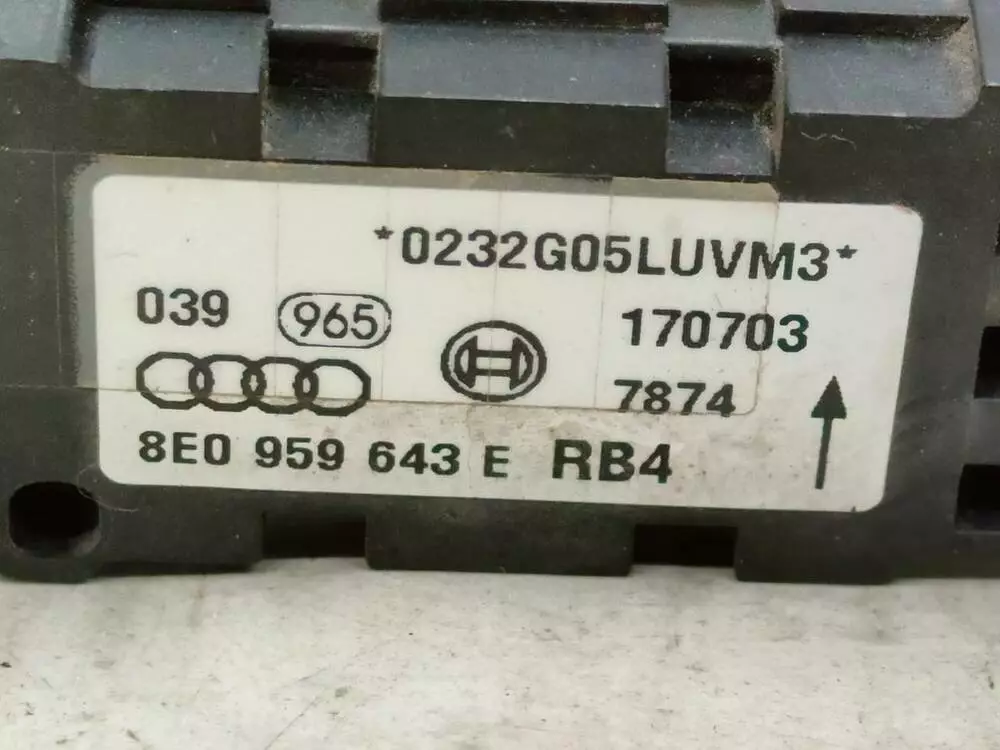 *0232G05LUVM3*
039 965 170703
7874
8E0 959 643 E RB4